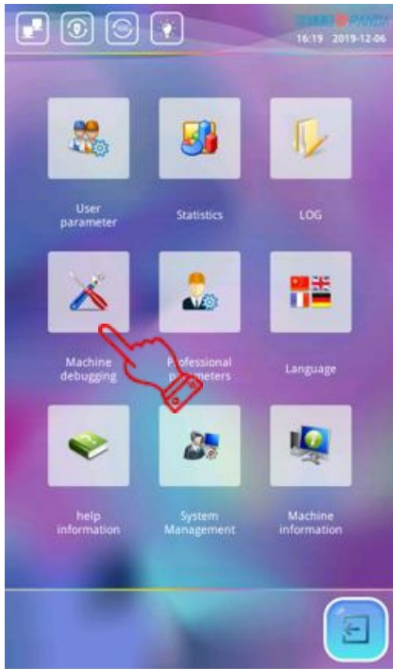 16:19 2019-12-06
User
parameter
Statistics
LOG
Machine
debugging
Professional
parameters
Language
help
information
System
Management
Machine
information